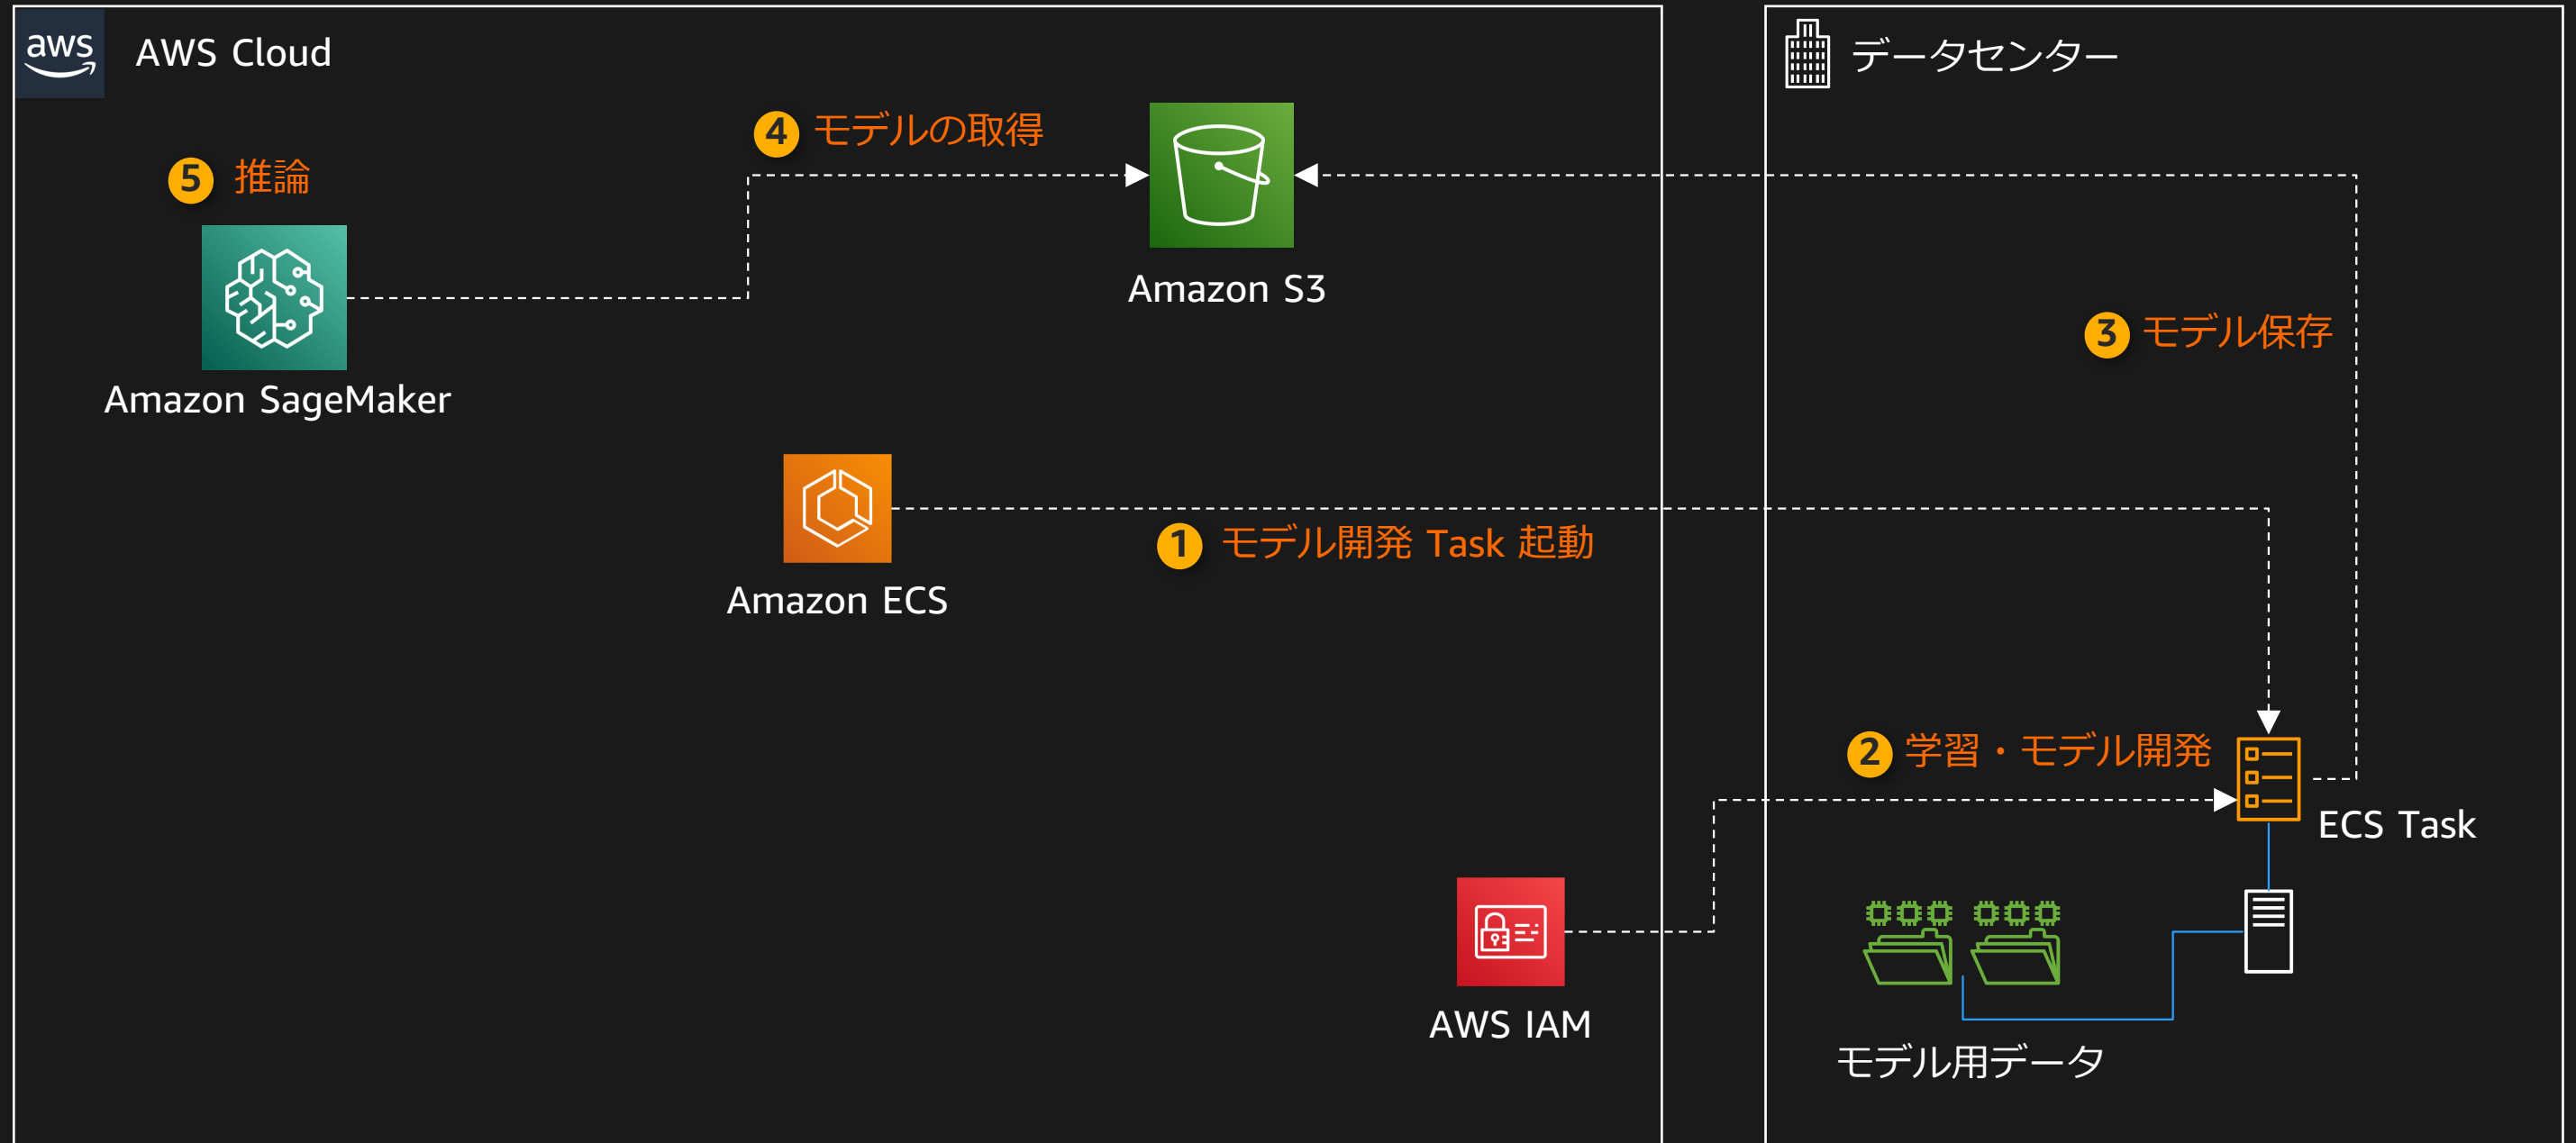 aws
AWS Cloud
データセンター
4 モデルの取得
5 推論
Amazon S3
3 モデル保存
Amazon SageMaker
1 モデル開発 Task 起動
Amazon ECS
2 学習・モデル開発
ECS Task
AWS IAM
モデル用データ